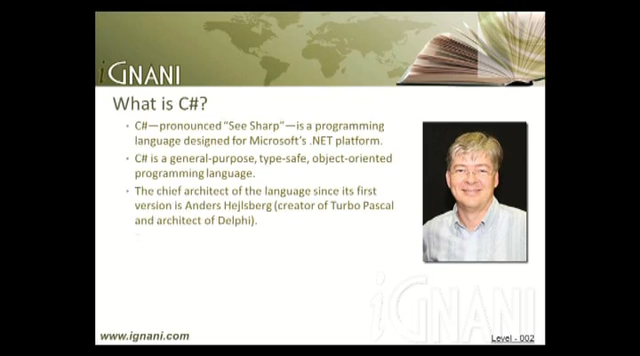 iGNANI
What is C#?
• C#—pronounced "See Sharp"—is a programming
language designed for Microsoft's .NET platform.
• C# is a general-purpose, type-safe, object-oriented
programming language.
• The chief architect of the language since its first
version is Anders Hejlsberg (creator of Turbo Pascal
and architect of Delphi).
iGNANI
www.ignani.com
Level - 002